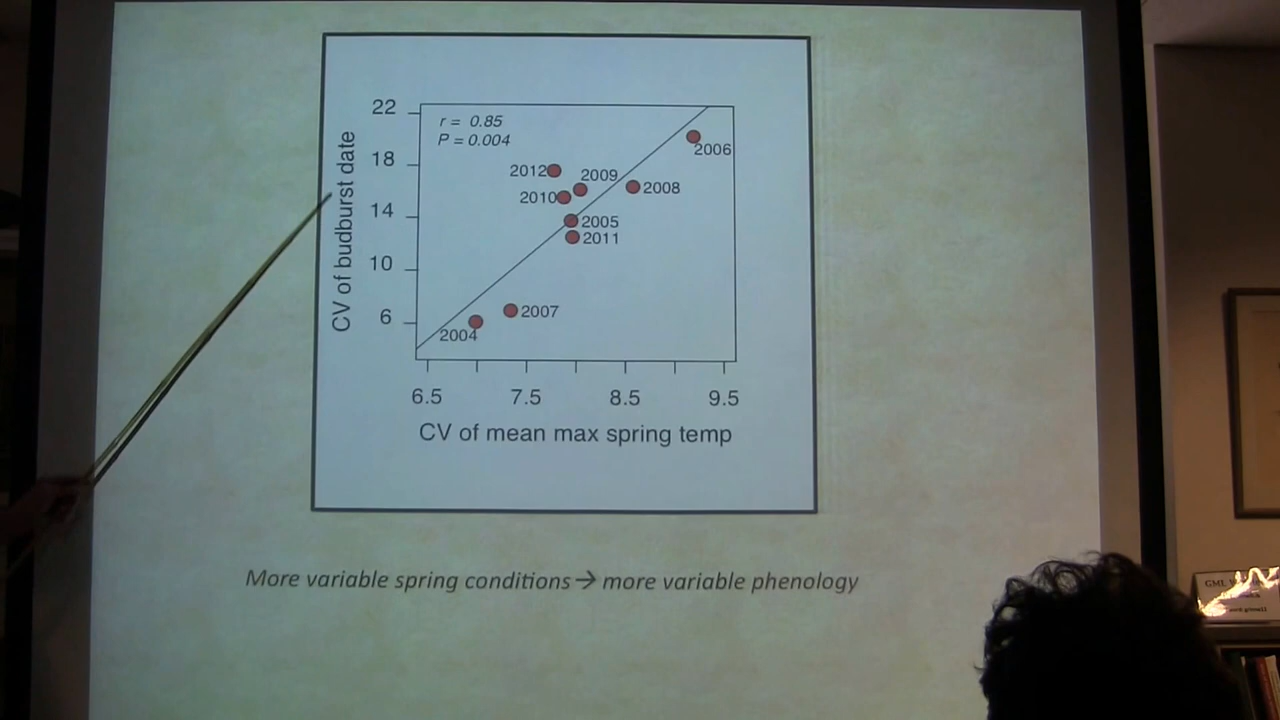 22
18
14
10
6
CV of budburst date
r = 0.85
P = 0.004
2006
2012
2009
2008
2010
2005
2011
2007
2004
6.5 7.5 8.5 9.5
CV of mean max spring temp
More variable spring conditions → more variable phenology
GML